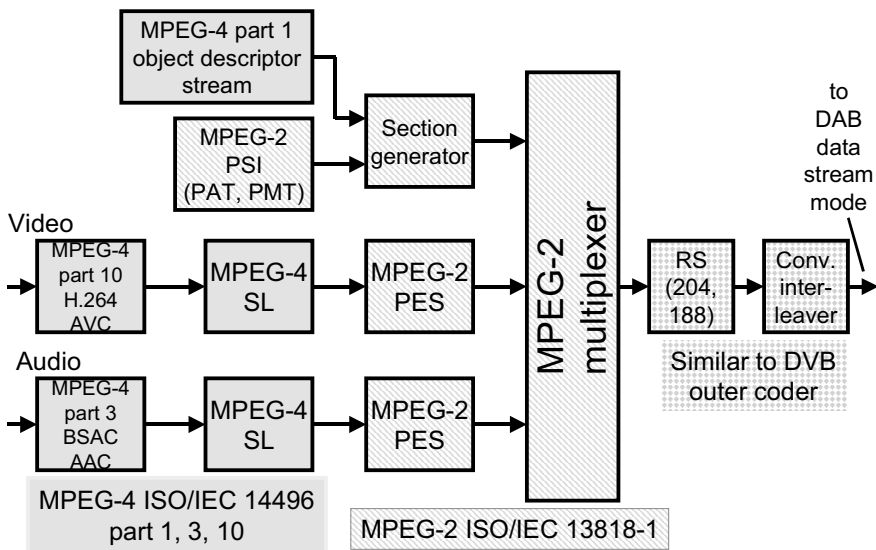 MPEG-4 part 1
object descriptor
stream
MPEG-2
PSI
(PAT, PMT)
Section
generator
MPEG-2
multiplexer
to
DAB
data
stream
mode
Video
MPEG-4
part 10
H.264
AVC
MPEG-4
SL
MPEG-2
PES
RS
(204,
188)
Conv.
inter-
leaver
Similar to DVB
outer coder
Audio
MPEG-4
part 3
BSAC
AAC
MPEG-4
SL
MPEG-2
PES
MPEG-4 ISO/IEC 14496
part 1, 3, 10
MPEG-2 ISO/IEC 13818-1